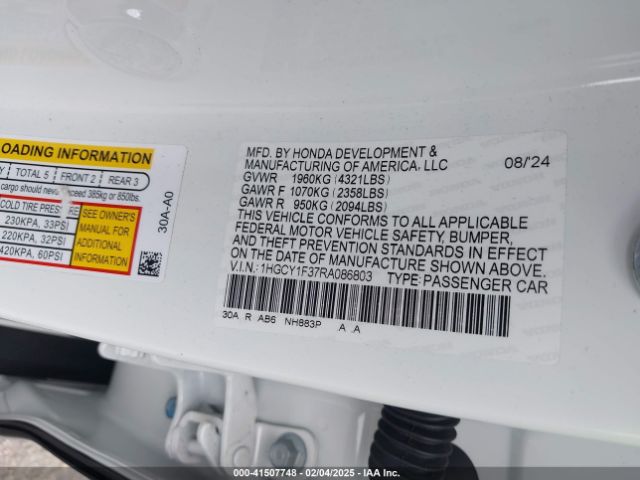 LOADING INFORMATION
TOTAL 5 FRONT 2 REAR 3
cargo should never exceed 385kg or 850lbs.
COLD TIRE PRESSURE
230KPA, 33PSI
220KPA, 32PSI
420KPA, 60PSI
SEE OWNER'S
MANUAL FOR
ADDITIONAL
INFORMATION
30A-A0
MFD. BY HONDA DEVELOPMENT &
MANUFACTURING OF AMERICA, LLC 08/24
GVWR 1960KG (4321LBS)
GAWR F 1070KG (2358LBS)
GAWR R 950KG (2094LBS)
THIS VEHICLE CONFORMS TO ALL APPLICABLE
FEDERAL MOTOR VEHICLE SAFETY, BUMPER,
AND THEFT PREVENTION STANDARDS IN EFFECT
ON THE DATE OF MANUFACTURE SHOWN ABOVE.
V.I.N.: 1HGCY1F37RA086803 TYPE: PASSENGER CAR
30A R AB6 NH883P A .A
000-41507748 - 02/04/2025 - IAA Inc.